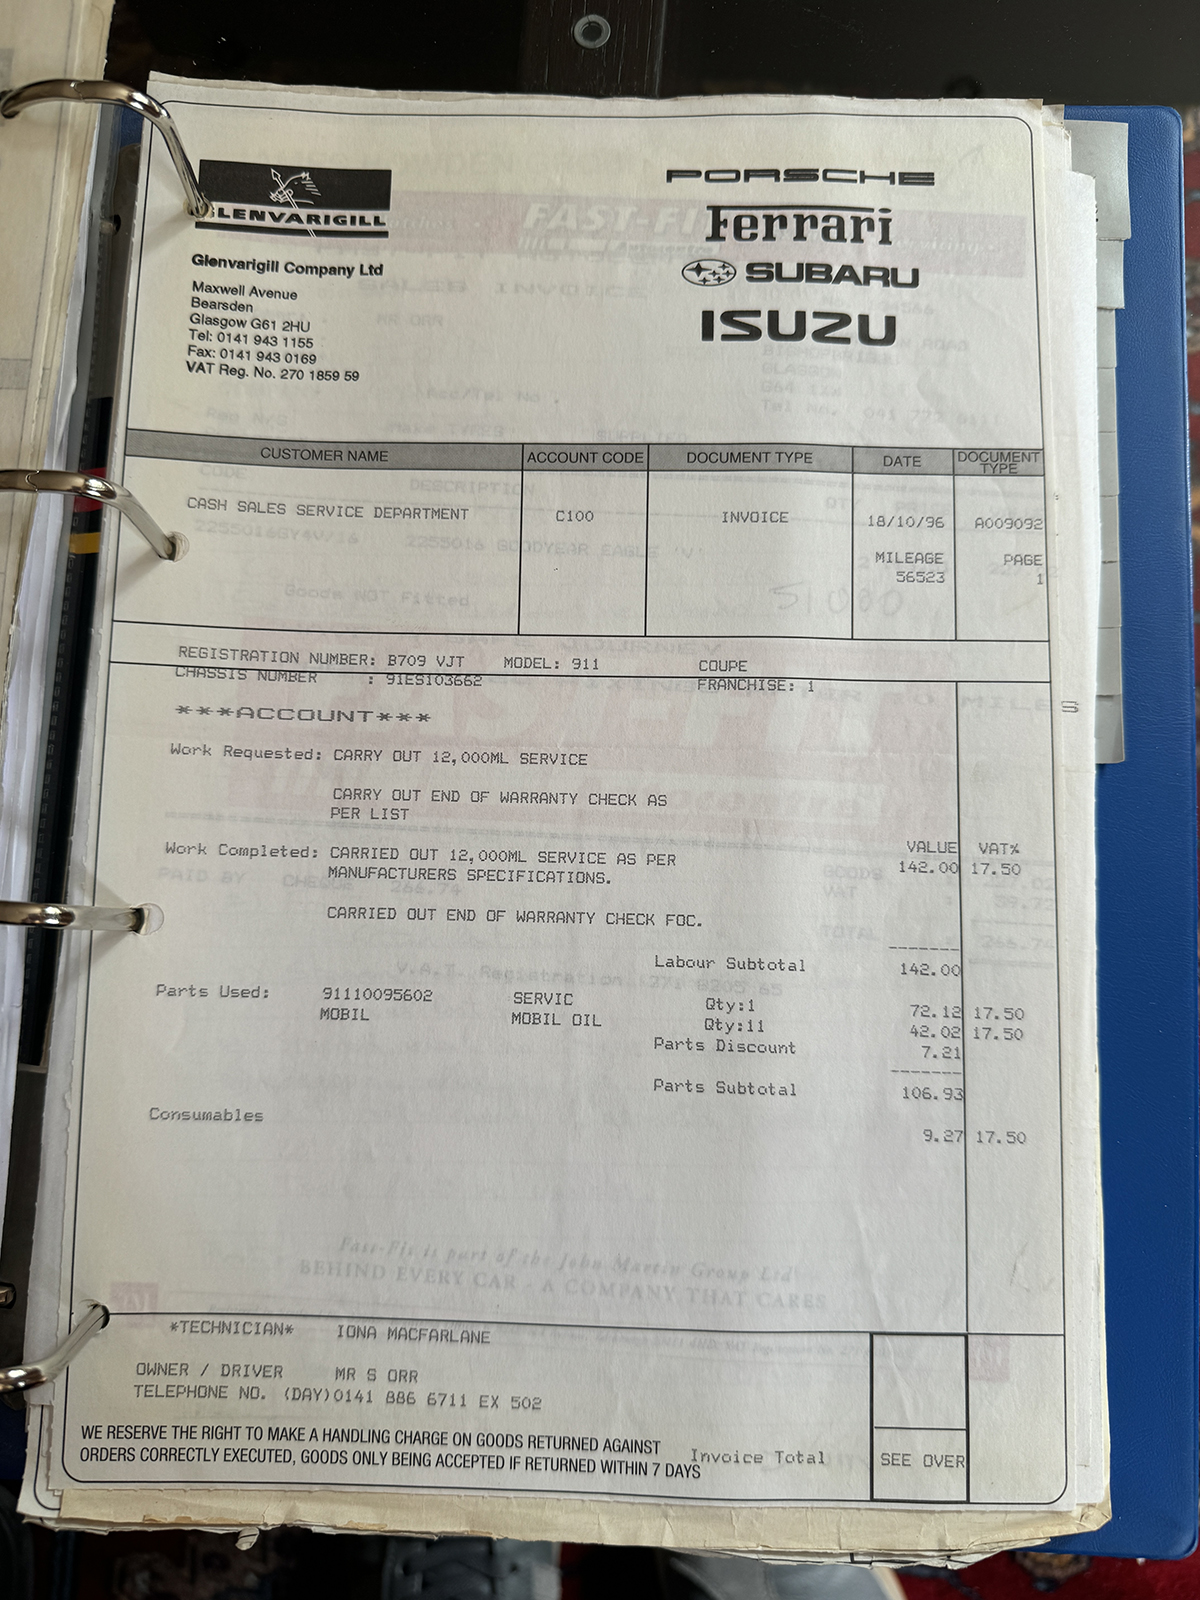 GLENVARIGILL
PORSCHE
Ferrari
SUBARU
ISUZU
Glenvarigill Company Ltd
Maxwell Avenue
Bearsden
Glasgow G61 2HU
Tel: 0141 943 1155
Fax: 0141 943 0169
VAT Reg. No. 270 1859 59
CUSTOMER NAME ACCOUNT CODE DOCUMENT TYPE DATE DOCUMENT TYPE
CASH SALES SERVICE DEPARTMENT C100 INVOICE 18/10/96 A009092
MILEAGE PAGE
56523 1
REGISTRATION NUMBER: B709 VJT MODEL: 911 COUPE
CHASSIS NUMBER : 91ES103662 FRANCHISE: 1
***ACCOUNT***
Work Requested: CARRY OUT 12,000ML SERVICE
CARRY OUT END OF WARRANTY CHECK AS
PER LIST
VALUE VAT%
Work Completed: CARRIED OUT 12,000ML SERVICE AS PER 142.00 17.50
MANUFACTURERS SPECIFICATIONS.
CARRIED OUT END OF WARRANTY CHECK FOC.
-------
Labour Subtotal 142.00
Parts Used: 91110095602 SERVIC Qty:1 72.12 17.50
MOBIL MOBIL OIL Qty:11 42.02 17.50
Parts Discount 7.21
-------
Parts Subtotal 106.93
Consumables
9.27 17.50
*TECHNICIAN* IONA MACFARLANE
OWNER / DRIVER MR S ORR
TELEPHONE NO. (DAY)0141 886 6711 EX 502
WE RESERVE THE RIGHT TO MAKE A HANDLING CHARGE ON GOODS RETURNED AGAINST
ORDERS CORRECTLY EXECUTED, GOODS ONLY BEING ACCEPTED IF RETURNED WITHIN 7 DAYS
Invoice Total SEE OVER